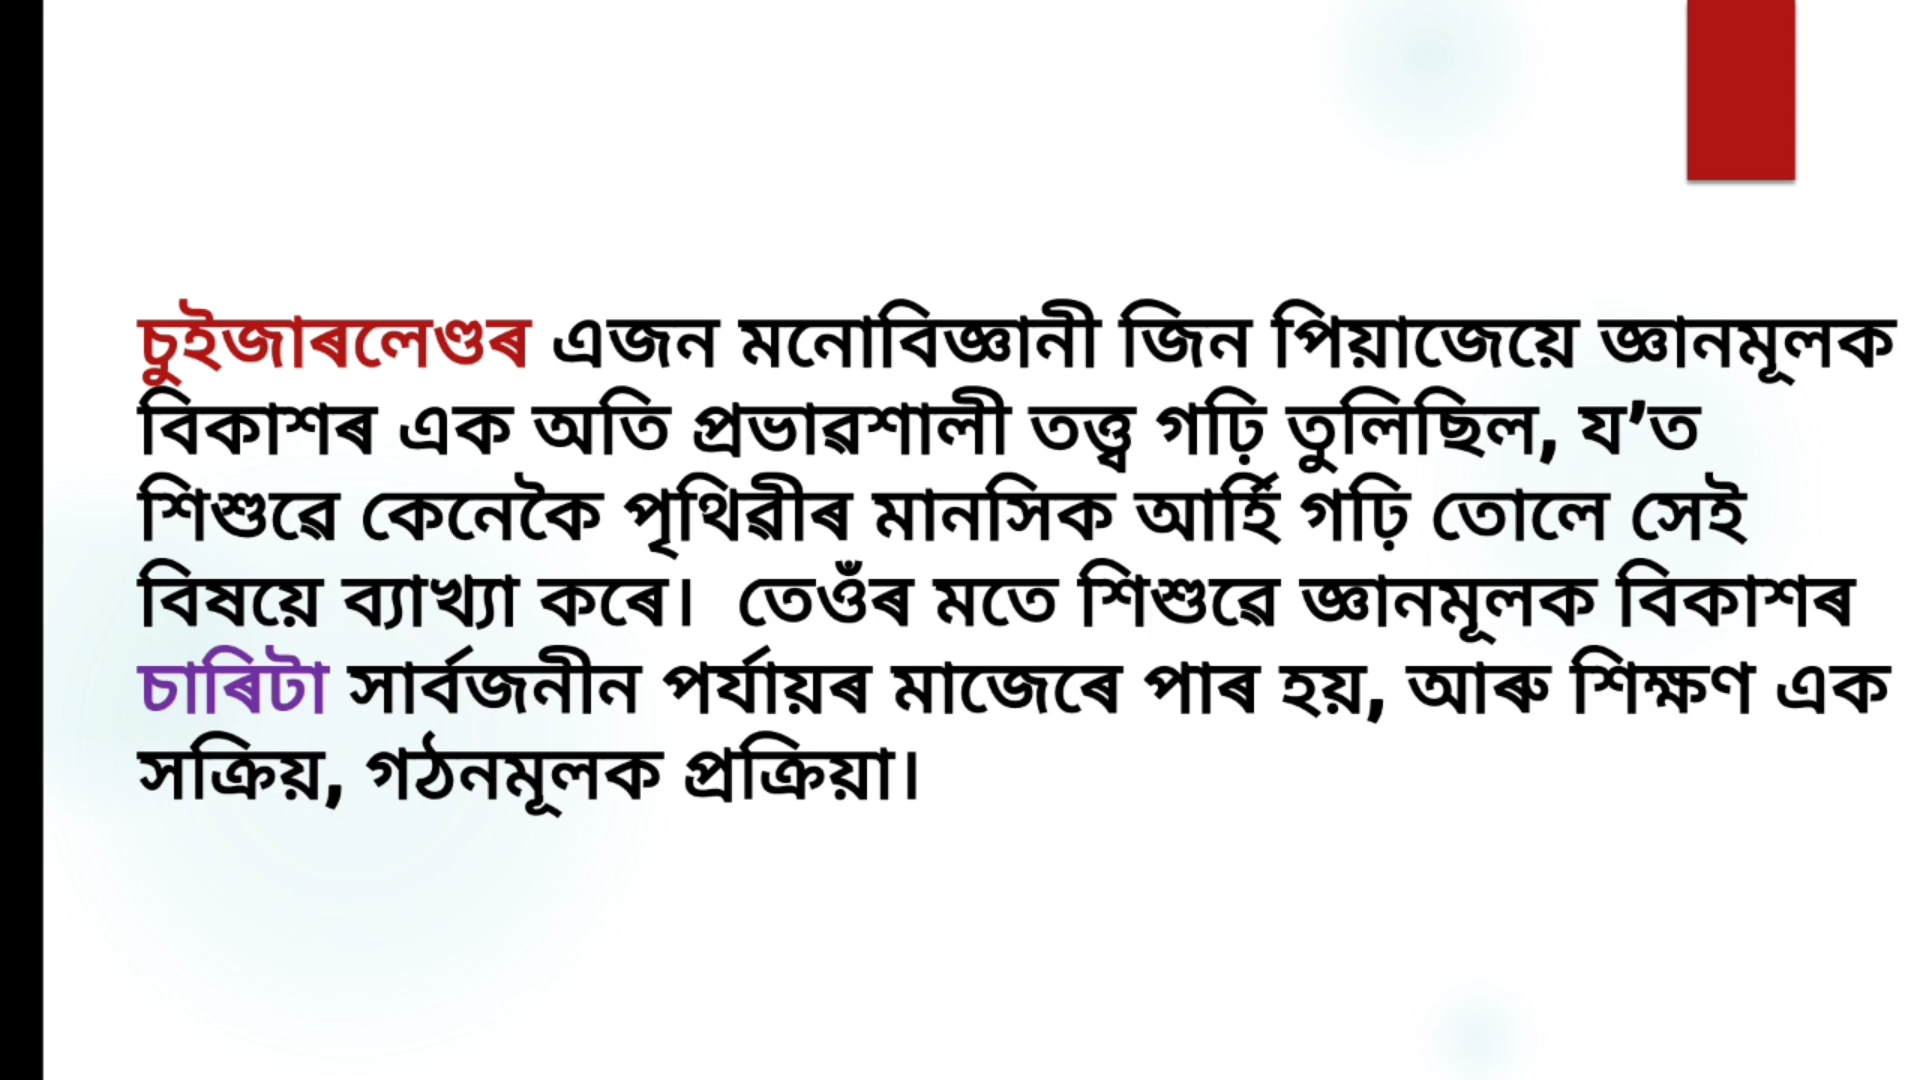 চুইজাৰলেণ্ডৰ এজন মনোবিজ্ঞানী জিন পিয়াজেয়ে জ্ঞানমূলক
বিকাশৰ এক অতি প্ৰভাৱশালী তত্ত্ব গঢ়ি তুলিছিল, য’ত
শিশুৱে কেনেকৈ পৃথিৱীৰ মানসিক আৰ্হি গঢ়ি তোলে সেই
বিষয়ে ব্যাখ্যা কৰে। তেওঁৰ মতে শিশুৱে জ্ঞানমূলক বিকাশৰ
চাৰিটা সাৰ্বজনীন পৰ্যায়ৰ মাজেৰে পাৰ হয়, আৰু শিক্ষণ এক
সক্ৰিয়, গঠনমূলক প্ৰক্ৰিয়া।